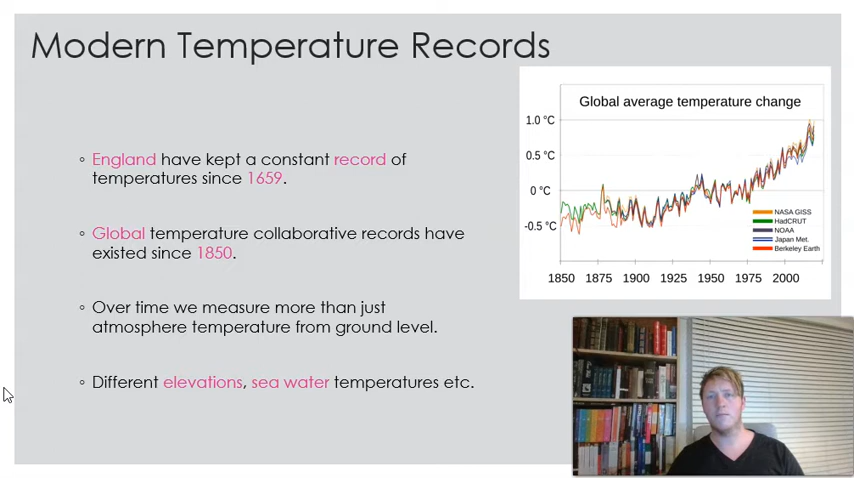 Modern Temperature Records
◦ England have kept a constant record of
temperatures since 1659.
◦ Global temperature collaborative records have
existed since 1850.
◦ Over time we measure more than just
atmosphere temperature from ground level.
◦ Different elevations, sea water temperatures etc.
Global average temperature change
1.0 °C
0.5 °C
0 °C
-0.5 °C
NASA GISS
HadCRUT
NOAA
Japan Met.
Berkeley Earth
1850 1875 1900 1925 1950 1975 2000